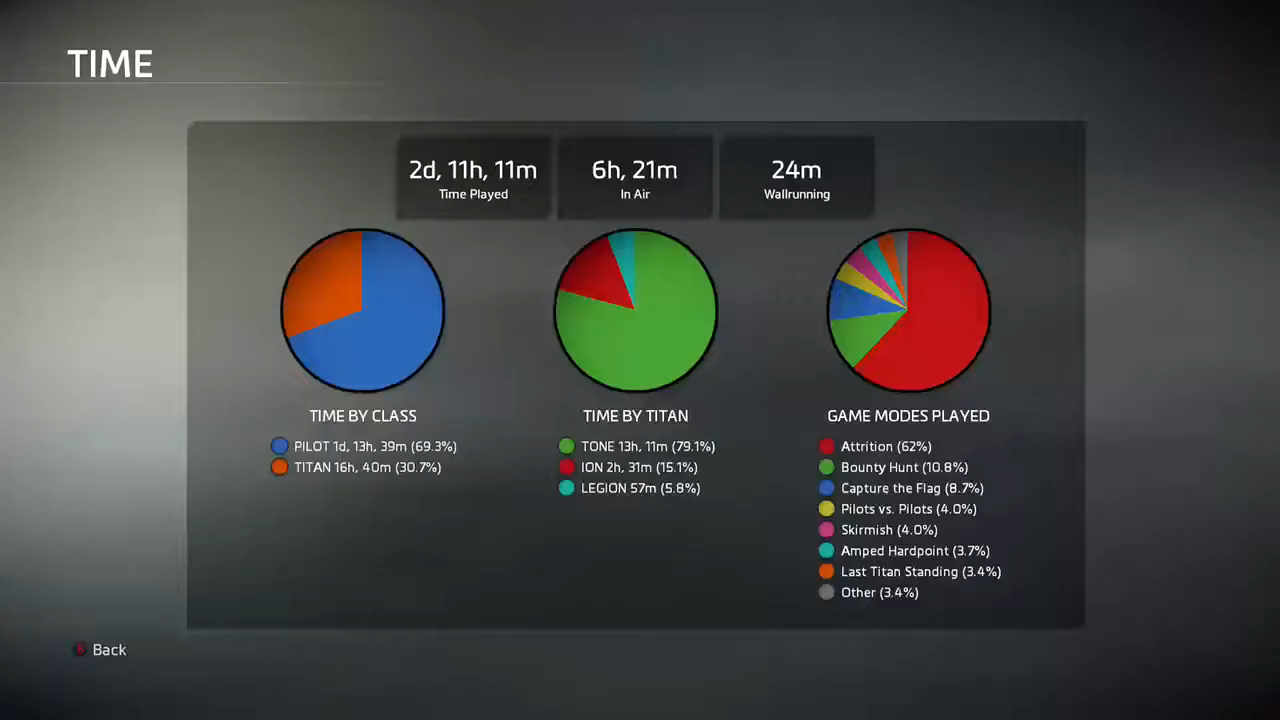 TIME
2d, 11h, 11m
Time Played
6h, 21m
In Air
24m
Wallrunning
TIME BY CLASS
PILOT 1d, 13h, 39m (69.3%)
TITAN 16h, 40m (30.7%)
TIME BY TITAN
TONE 13h, 11m (79.1%)
ION 2h, 31m (15.1%)
LEGION 57m (5.8%)
GAME MODES PLAYED
Attrition (62%)
Bounty Hunt (10.8%)
Capture the Flag (8.7%)
Pilots vs. Pilots (4.0%)
Skirmish (4.0%)
Amped Hardpoint (3.7%)
Last Titan Standing (3.4%)
Other (3.4%)
Back